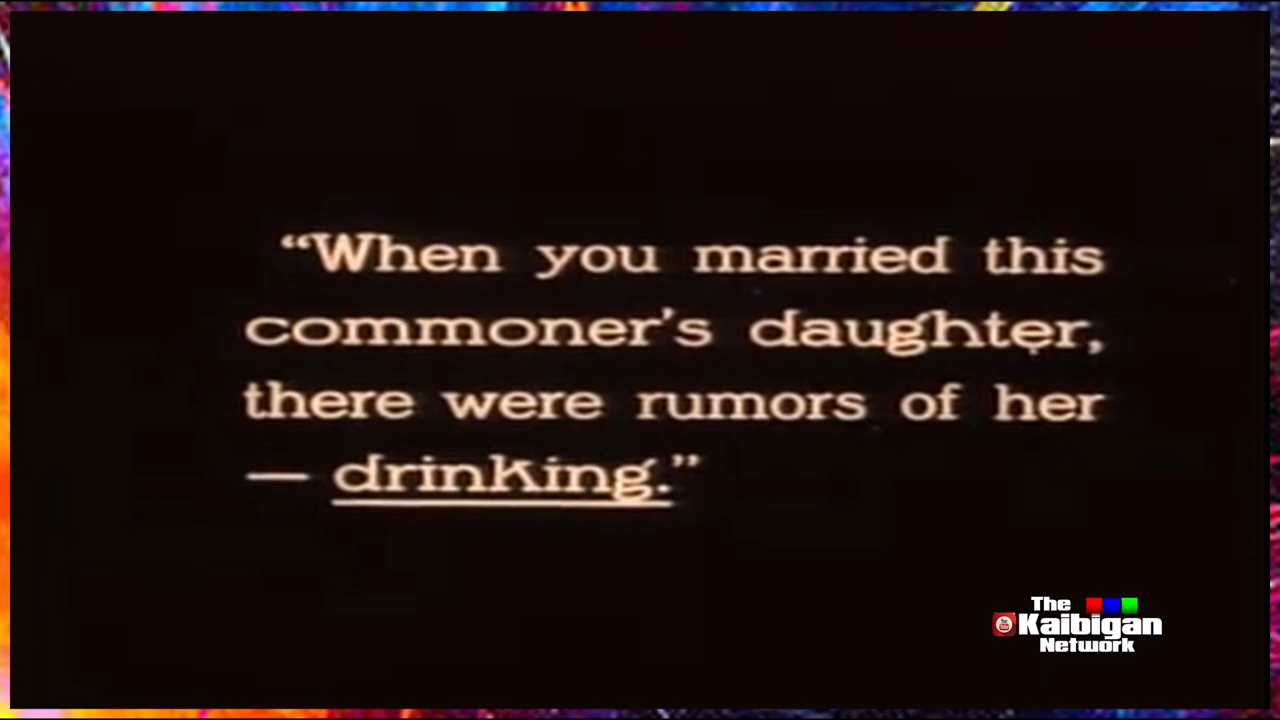 “When you married this
commoner's daughter,
there were rumors of her
— drinking.”
The
Kaibigan
Network